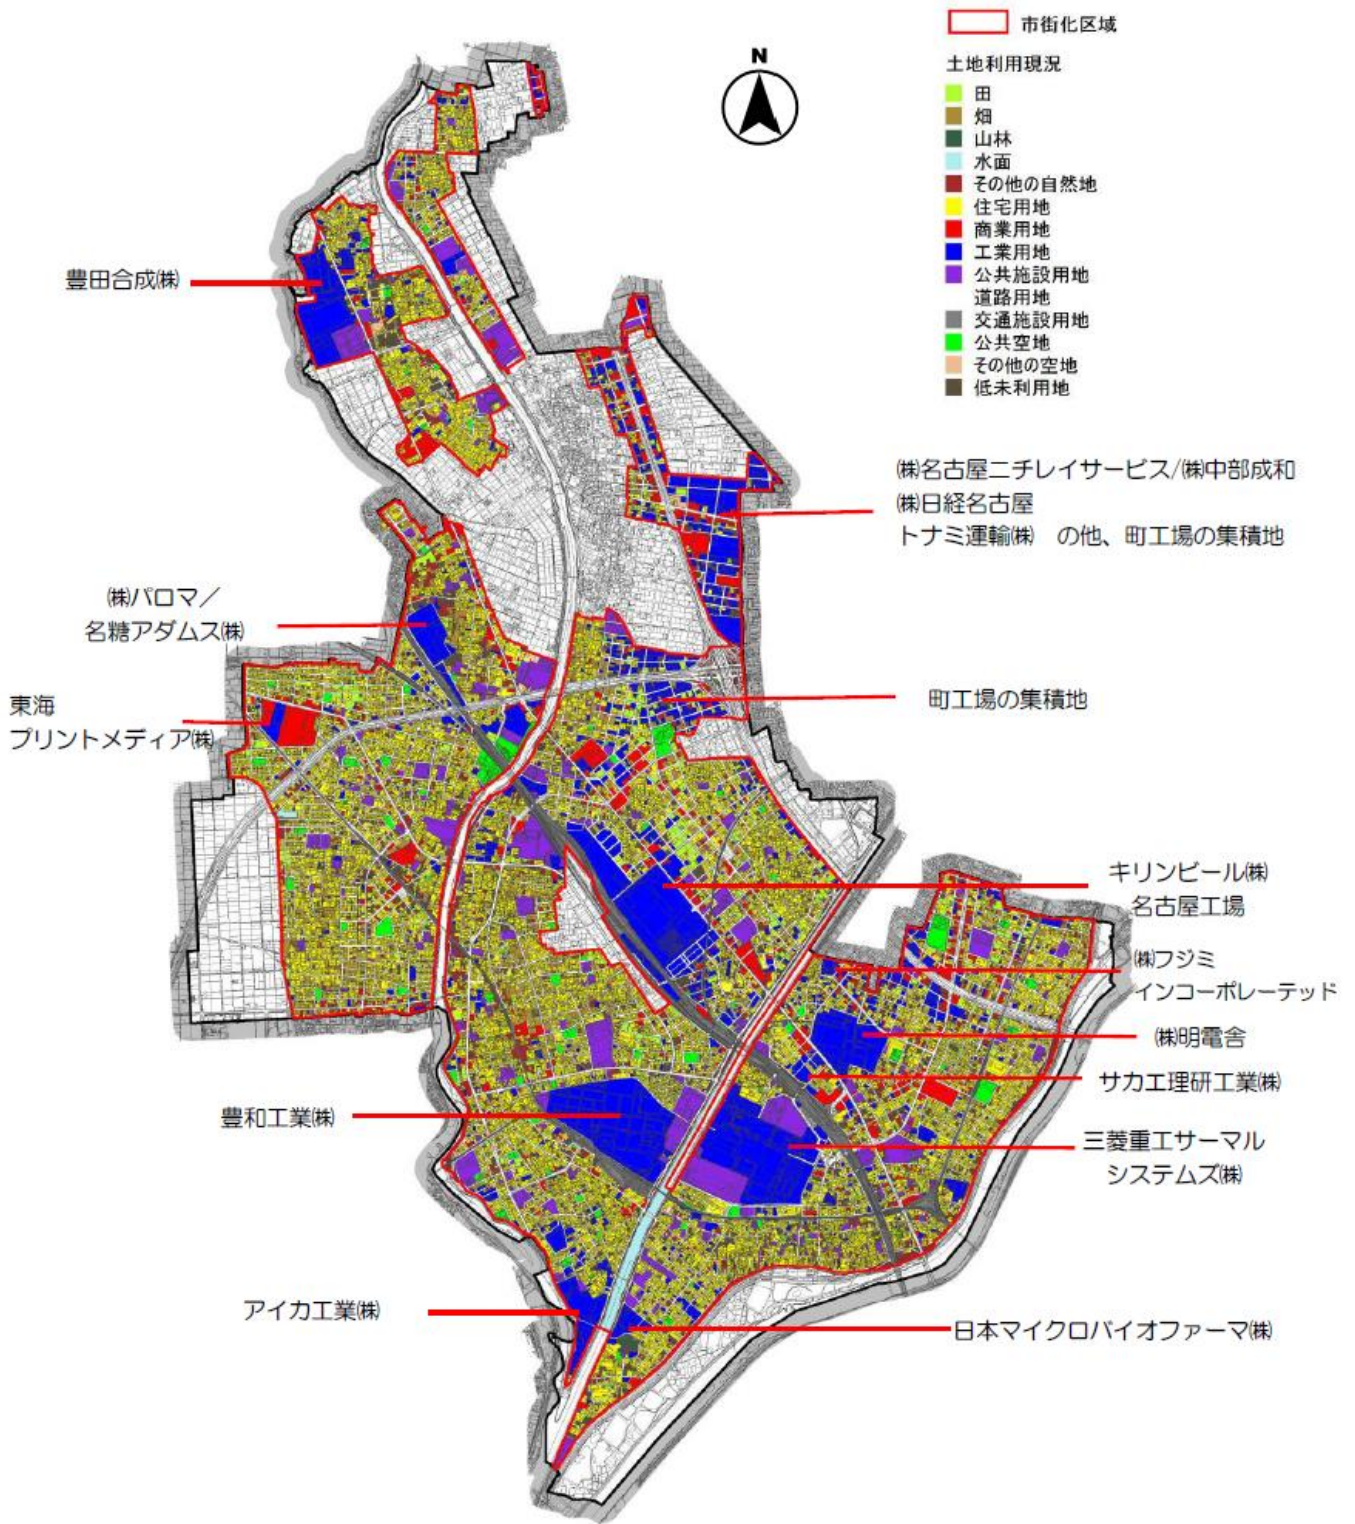 市街化区域
N
土地利用現況
田
畑
山林
水面
その他の自然地
住宅用地
商業用地
工業用地
公共施設用地
道路用地
交通施設用地
公共空地
その他の空地
低未利用地
豊田合成㈱
㈱名古屋ニチレイサービス/㈱中部成和
㈱日経名古屋
トナミ運輸㈱　の他、町工場の集積地
㈱パロマ／
名糖アダムス㈱
東海
プリントメディア㈱
町工場の集積地
キリンビール㈱
名古屋工場
㈱フジミ
インコーポレーテッド
㈱明電舎
サカエ理研工業㈱
豊和工業㈱
三菱重工サーマル
システムズ㈱
アイカ工業㈱
日本マイクロバイオファーマ㈱